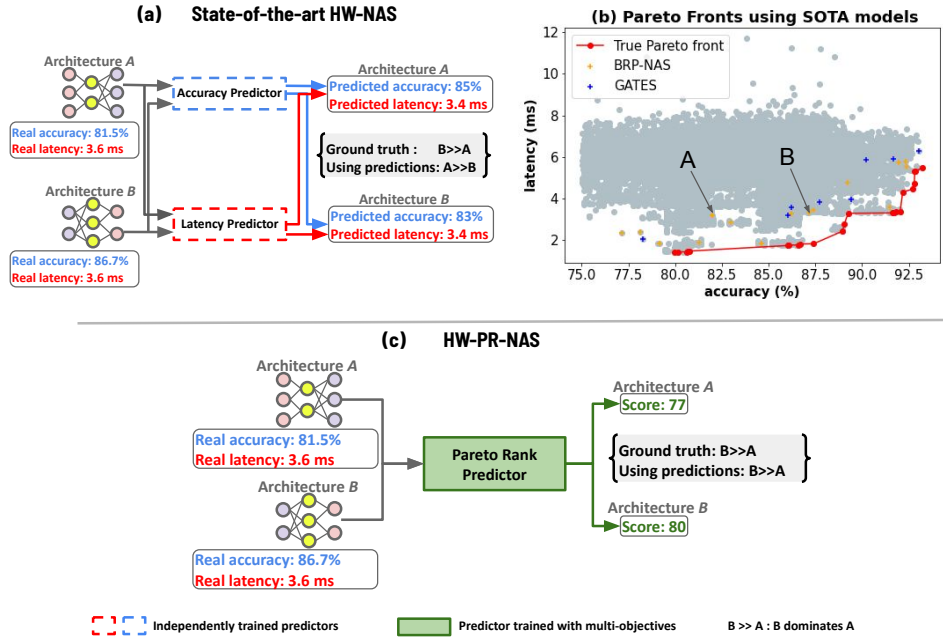 (a) State-of-the-art HW-NAS
Architecture A
Real accuracy: 81.5%
Real latency: 3.6 ms
Architecture B
Real accuracy: 86.7%
Real latency: 3.6 ms
Accuracy Predictor
Latency Predictor
Architecture A
Predicted accuracy: 85%
Predicted latency: 3.4 ms
Ground truth : B>>A
Using predictions: A>>B
Architecture B
Predicted accuracy: 83%
Predicted latency: 3.4 ms
(b) Pareto Fronts using SOTA models
True Pareto front
BRP-NAS
GATES
A
B
latency (ms)
12
10
8
6
4
2
75.0
77.5
80.0
82.5
85.0
87.5
90.0
92.5
accuracy (%)
(c) HW-PR-NAS
Architecture A
Real accuracy: 81.5%
Real latency: 3.6 ms
Architecture B
Real accuracy: 86.7%
Real latency: 3.6 ms
Pareto Rank
Predictor
Architecture A
Score: 77
Ground truth: B>>A
Using predictions: B>>A
Architecture B
Score: 80
Independently trained predictors
Predictor trained with multi-objectives
B >> A : B dominates A